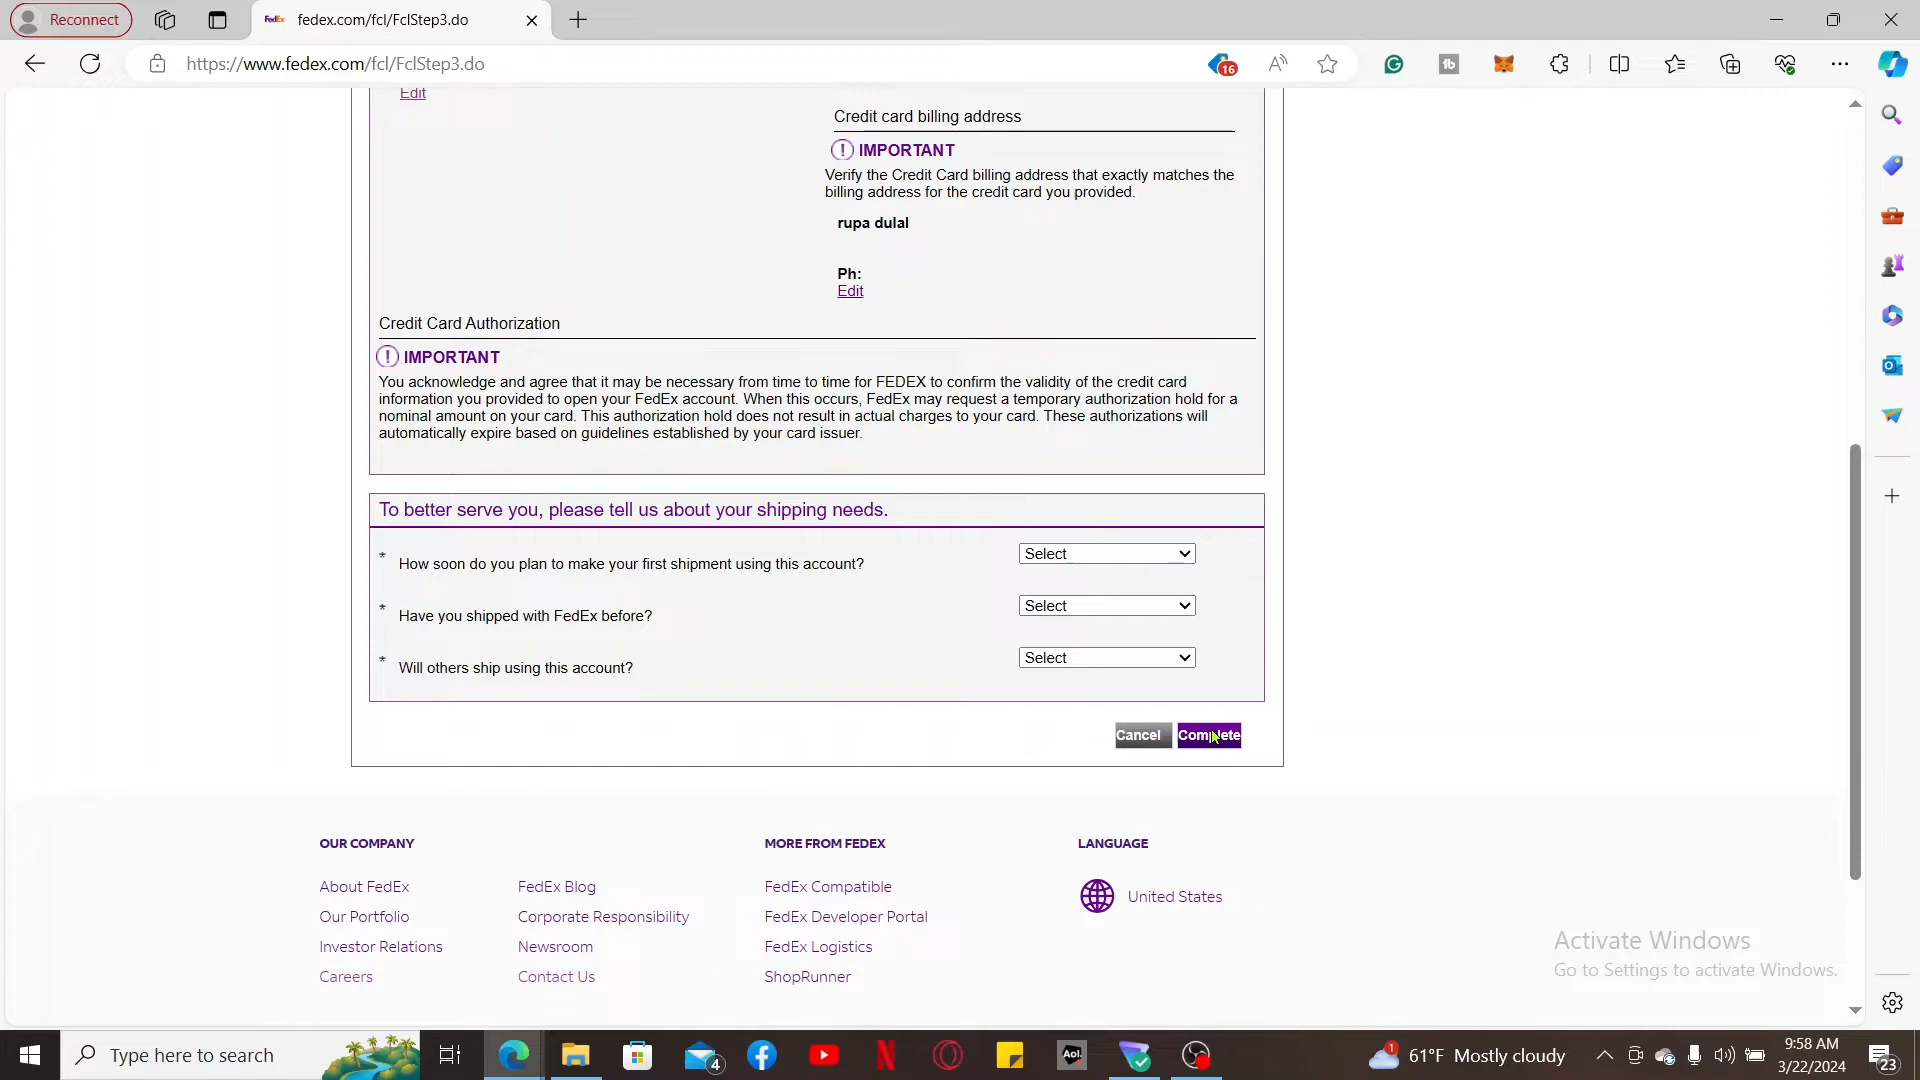 Reconnect
FedEx fedex.com/fcl/FclStep3.do
https://www.fedex.com/fcl/FclStep3.do
16
tb
Edit
Credit card billing address
! IMPORTANT
Verify the Credit Card billing address that exactly matches the
billing address for the credit card you provided.
rupa dulal
Ph:
Edit
Credit Card Authorization
! IMPORTANT
You acknowledge and agree that it may be necessary from time to time for FEDEX to confirm the validity of the credit card
information you provided to open your FedEx account. When this occurs, FedEx may request a temporary authorization hold for a
nominal amount on your card. This authorization hold does not result in actual charges to your card. These authorizations will
automatically expire based on guidelines established by your card issuer.
To better serve you, please tell us about your shipping needs.
* How soon do you plan to make your first shipment using this account? Select
* Have you shipped with FedEx before? Select
* Will others ship using this account? Select
Cancel Complete
OUR COMPANY
MORE FROM FEDEX
LANGUAGE
About FedEx
FedEx Blog
FedEx Compatible
United States
Our Portfolio
Corporate Responsibility
FedEx Developer Portal
Investor Relations
Newsroom
FedEx Logistics
Careers
Contact Us
ShopRunner
Activate Windows
Go to Settings to activate Windows.
Type here to search
4
Aol.
1
61°F Mostly cloudy
9:58 AM
3/22/2024
23